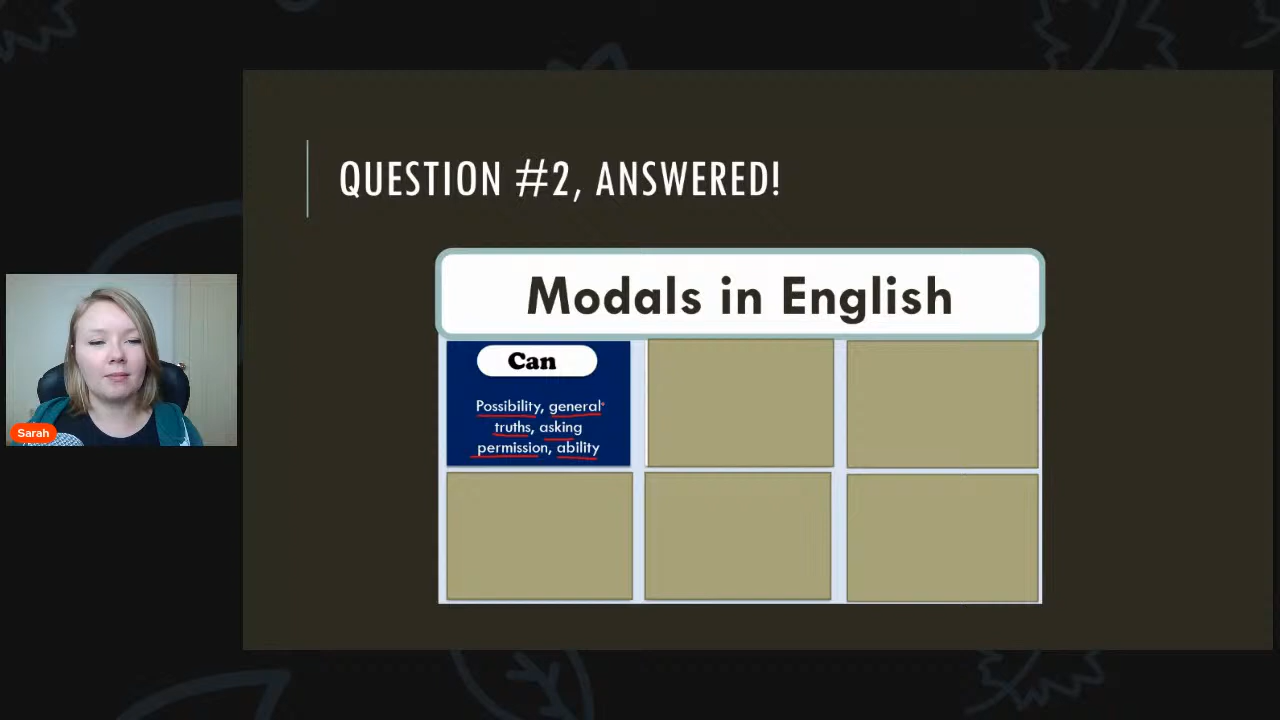 QUESTION #2, ANSWERED!
Modals in English
Can
Possibility, general
truths, asking
permission, ability
Sarah